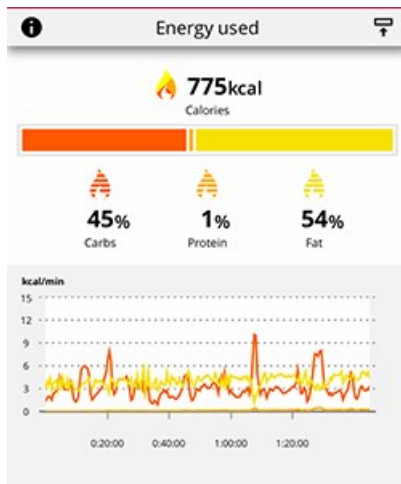 Energy used
775kcal
Calories
45% 1% 54%
Carbs Protein Fat
kcal/min
15
12
9
6
3
0
0:20:00 0:40:00 1:00:00 1:20:00